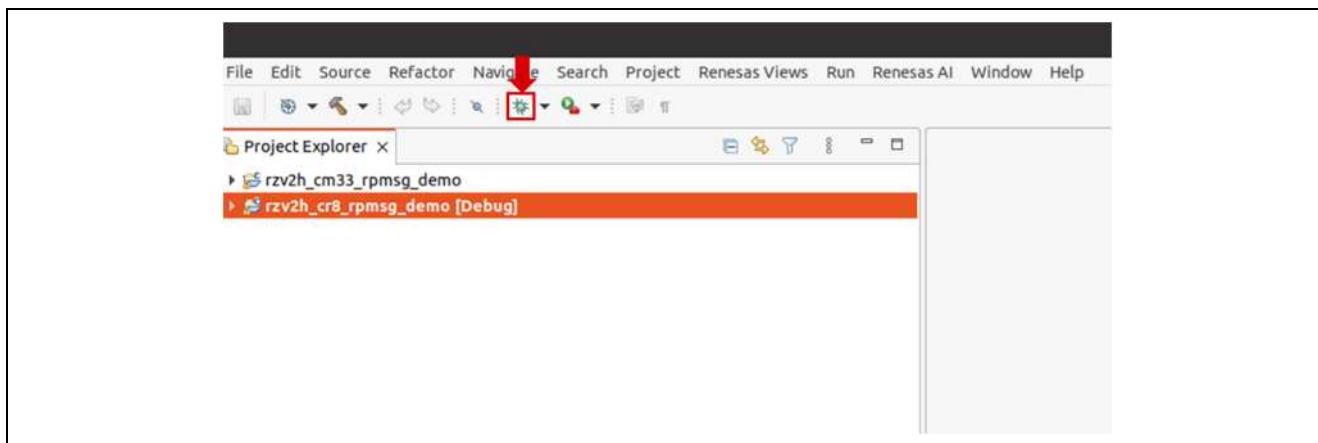 File Edit Source Refactor Navigate Search Project Renesas Views Run Renesas AI Window Help
Project Explorer
rzv2h_cm33_rpmsg_demo
rzv2h_cr8_rpmsg_demo [Debug]